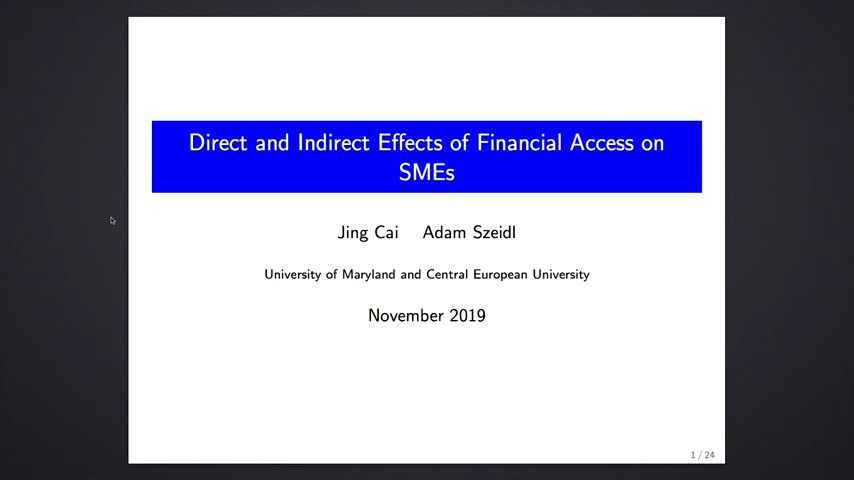 Direct and Indirect Effects of Financial Access on
SMEs
Jing Cai Adam Szeidl
University of Maryland and Central European University
November 2019
1 / 24